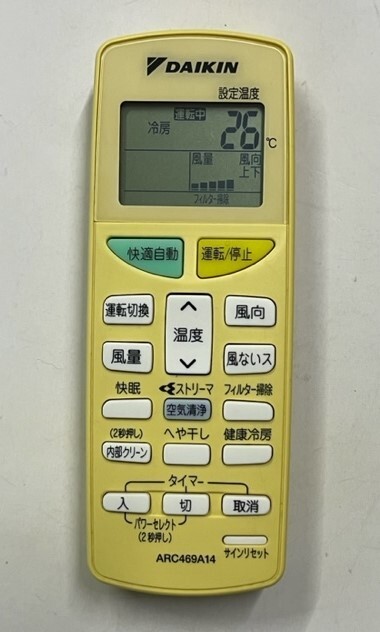 DAIKIN
設定温度
運転中
冷房
26℃
風量 風向
上下
フィルター掃除
快適自動 運転/停止
運転切換 温度 風向
風量 風ないス
快眠 ストリーマ フィルター掃除
空気清浄
(2秒押し) へや干し 健康冷房
内部クリーン
タイマー
入 切 取消
パワーセレクト
(2秒押し)
サインリセット
ARC469A14